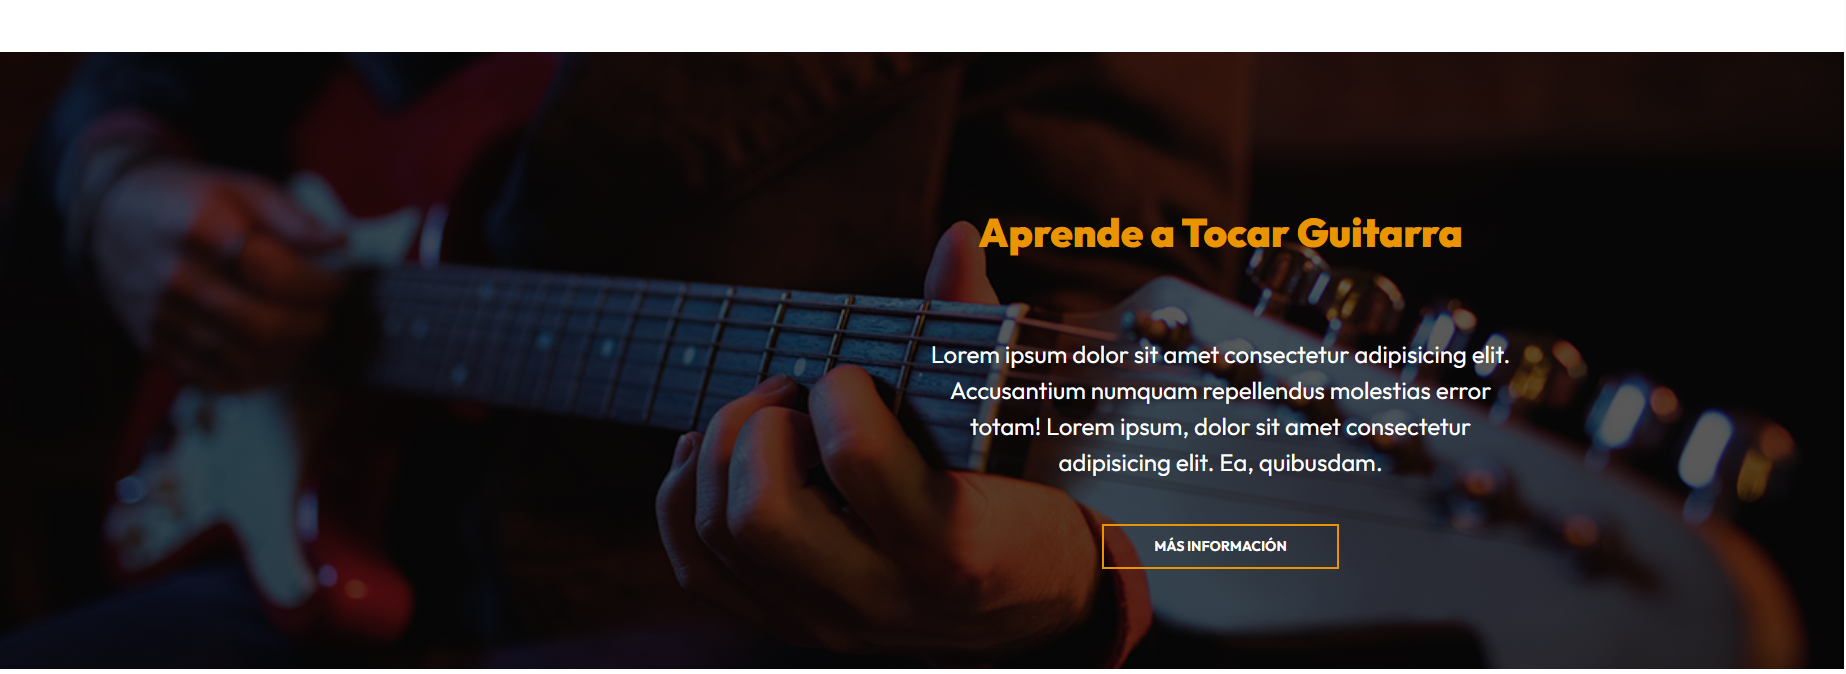 Aprende a Tocar Guitarra
Lorem ipsum dolor sit amet consectetur adipisicing elit.
Accusantium numquam repellendus molestias error
totam! Lorem ipsum, dolor sit amet consectetur
adipisicing elit. Ea, quibusdam.
MÁS INFORMACIÓN